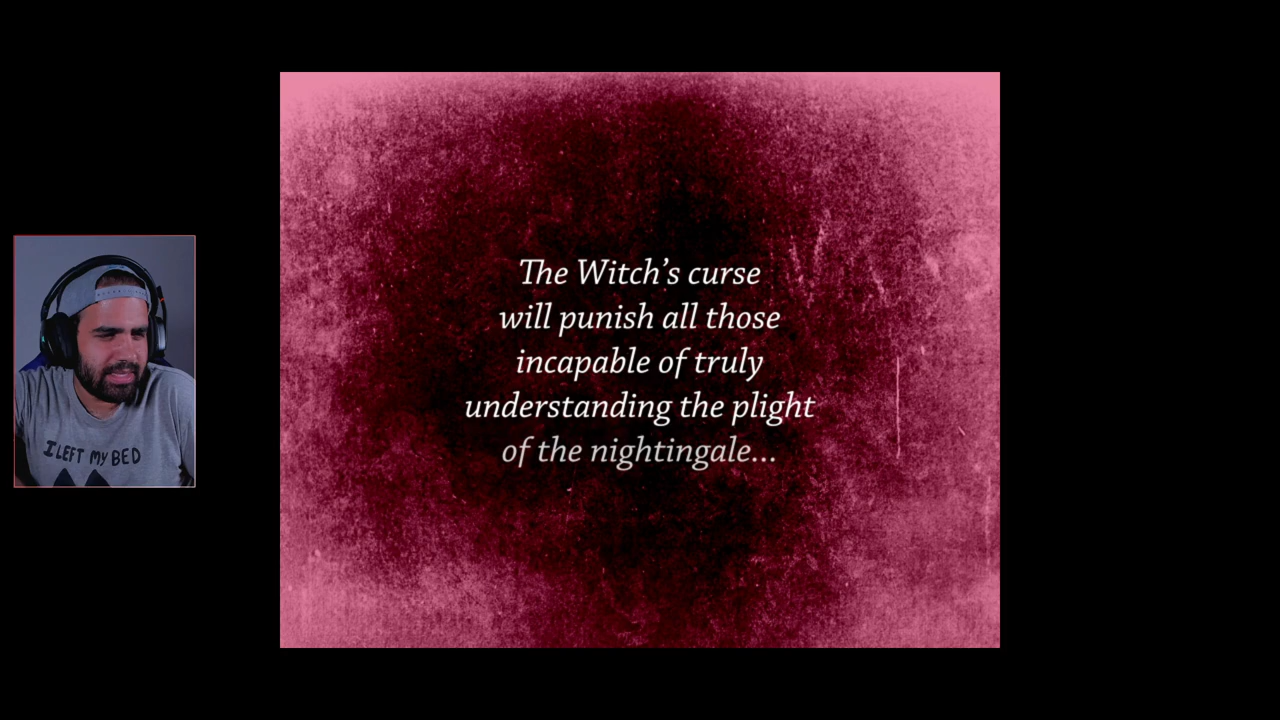 The Witch's curse
will punish all those
incapable of truly
understanding the plight
of the nightingale...
I LEFT MY BED